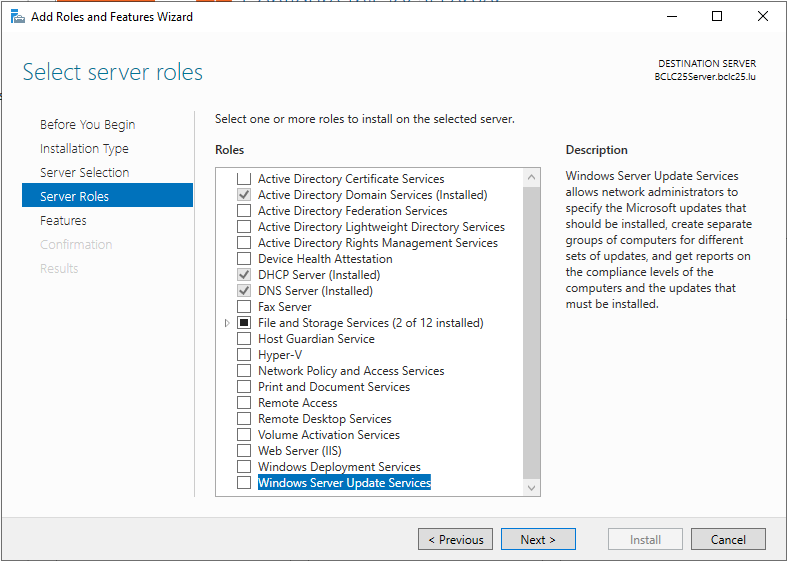 Add Roles and Features Wizard
Select server roles
DESTINATION SERVER
BCLC25Server.bclc25.lu
Before You Begin
Installation Type
Server Selection
Server Roles
Features
Confirmation
Results
Select one or more roles to install on the selected server.
Roles
Active Directory Certificate Services
Active Directory Domain Services (Installed)
Active Directory Federation Services
Active Directory Lightweight Directory Services
Active Directory Rights Management Services
Device Health Attestation
DHCP Server (Installed)
DNS Server (Installed)
Fax Server
File and Storage Services (2 of 12 installed)
Host Guardian Service
Hyper-V
Network Policy and Access Services
Print and Document Services
Remote Access
Remote Desktop Services
Volume Activation Services
Web Server (IIS)
Windows Deployment Services
Windows Server Update Services
Description
Windows Server Update Services
allows network administrators to
specify the Microsoft updates that
should be installed, create separate
groups of computers for different
sets of updates, and get reports on
the compliance levels of the
computers and the updates that
must be installed.
< Previous
Next >
Install
Cancel